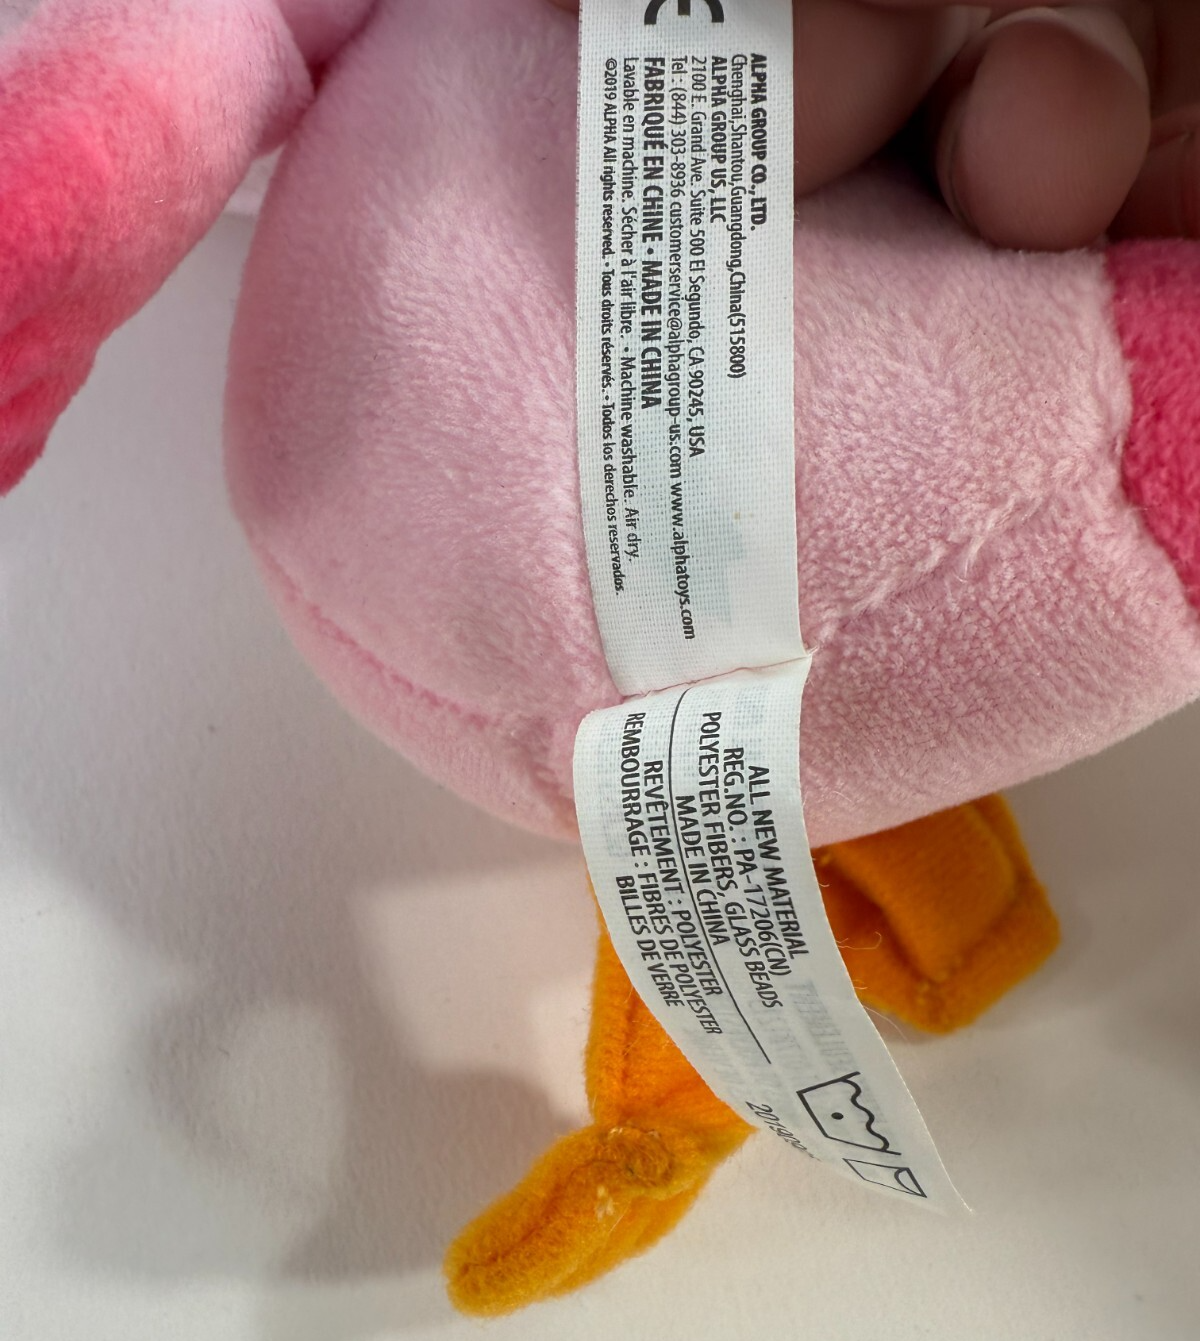 CE
ALPHA GROUP CO., LTD.
Chenghai,Shantou,Guangdong,China(515800)
ALPHA GROUP US, LLC
2100 E. Grand Ave. Suite 500 El Segundo, CA 90245, USA
Tel : (844) 303-8936 customerservice@alphagroup-us.com www.alphatoys.com
FABRIQUÉ EN CHINE • MADE IN CHINA
Lavable en machine. Sécher à l'air libre. • Machine washable. Air dry.
©2019 ALPHA All rights reserved. • Tous droits réservés. • Todos los derechos reservados.
ALL NEW MATERIAL
REG.NO. : PA-17206(CN)
POLYESTER FIBERS, GLASS BEADS
MADE IN CHINA
REVÊTEMENT : POLYESTER
REMBOURRAGE : FIBRES DE POLYESTER
BILLES DE VERRE